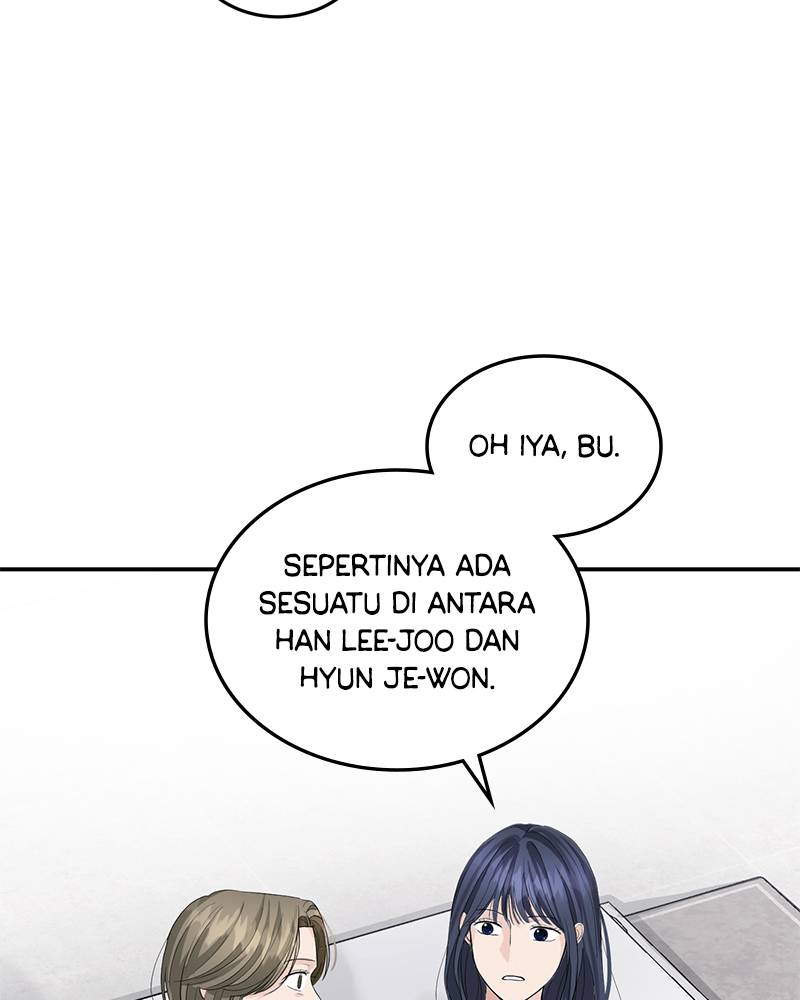 OH IYA, BU.
SEPERTINYA ADA
SESUATU DI ANTARA
HAN LEE-JOO DAN
HYUN JE-WON.